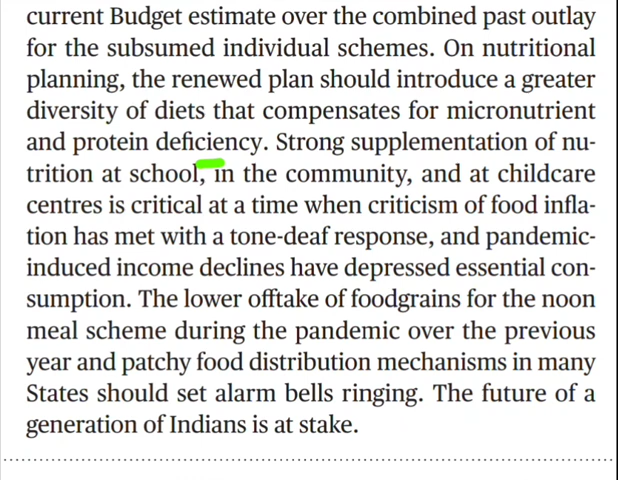 current Budget estimate over the combined past outlay
for the subsumed individual schemes. On nutritional
planning, the renewed plan should introduce a greater
diversity of diets that compensates for micronutrient
and protein deficiency. Strong supplementation of nu-
trition at school, in the community, and at childcare
centres is critical at a time when criticism of food infla-
tion has met with a tone-deaf response, and pandemic-
induced income declines have depressed essential con-
sumption. The lower offtake of foodgrains for the noon
meal scheme during the pandemic over the previous
year and patchy food distribution mechanisms in many
States should set alarm bells ringing. The future of a
generation of Indians is at stake.